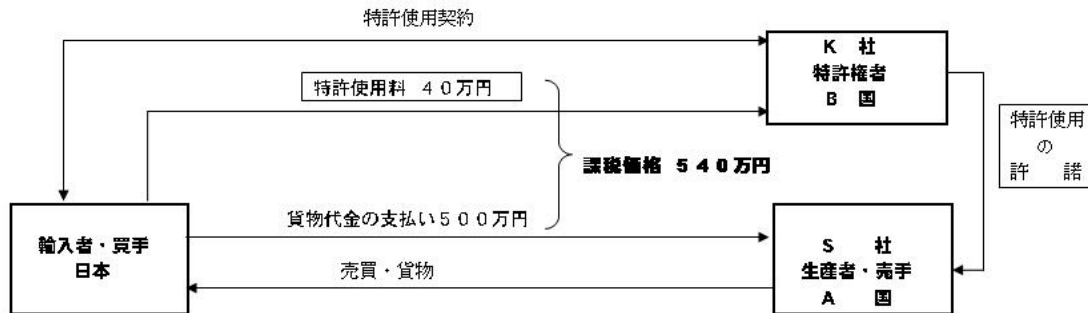 特許使用契約
K　社
特許権者
B　国
特許使用料　４０万円
特許使用
の
許　諾
課税価格　５４０万円
貨物代金の支払い５００万円
輸入者・買手
日本
売買・貨物
S　社
生産者・売手
A　国